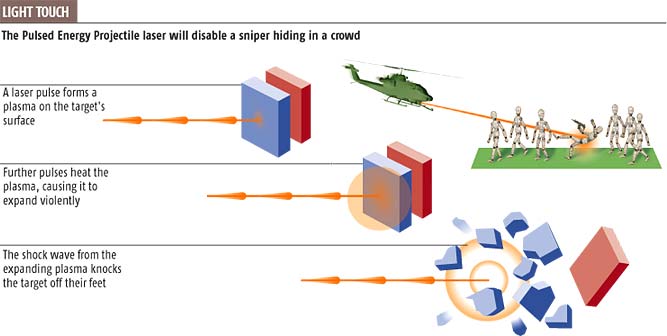 LIGHT TOUCH
The Pulsed Energy Projectile laser will disable a sniper hiding in a crowd
A laser pulse forms a
plasma on the target's
surface
Further pulses heat the
plasma, causing it to
expand violently
The shock wave from the
expanding plasma knocks
the target off their feet